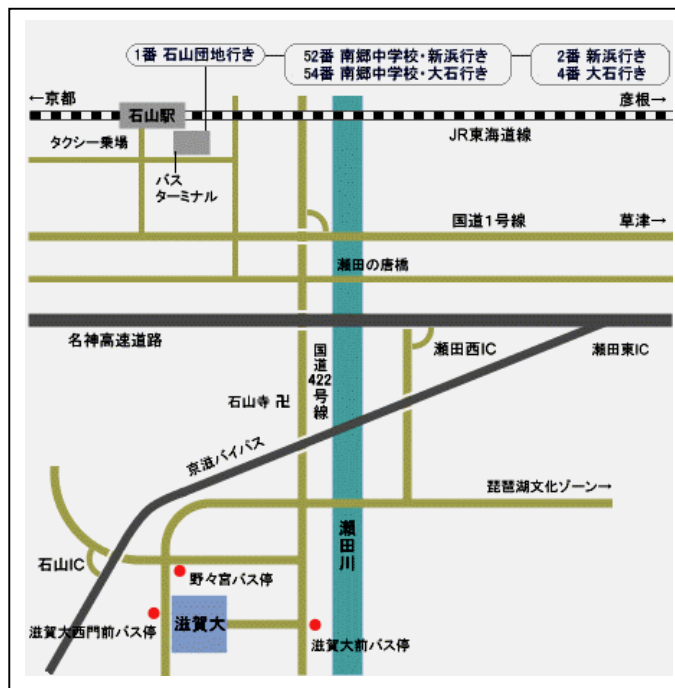 1番 石山団地行き
52番 南郷中学校・新浜行き
54番 南郷中学校・大石行き
2番 新浜行き
4番 大石行き
←京都
石山駅
彦根→
JR東海道線
タクシー乗場
バス
ターミナル
国道1号線
草津→
瀬田の唐橋
名神高速道路
国道422号線
瀬田西IC
瀬田東IC
石山寺 卍
京滋バイパス
琵琶湖文化ゾーン→
瀬田川
石山IC
野々宮バス停
滋賀大西門前バス停
滋賀大
滋賀大前バス停